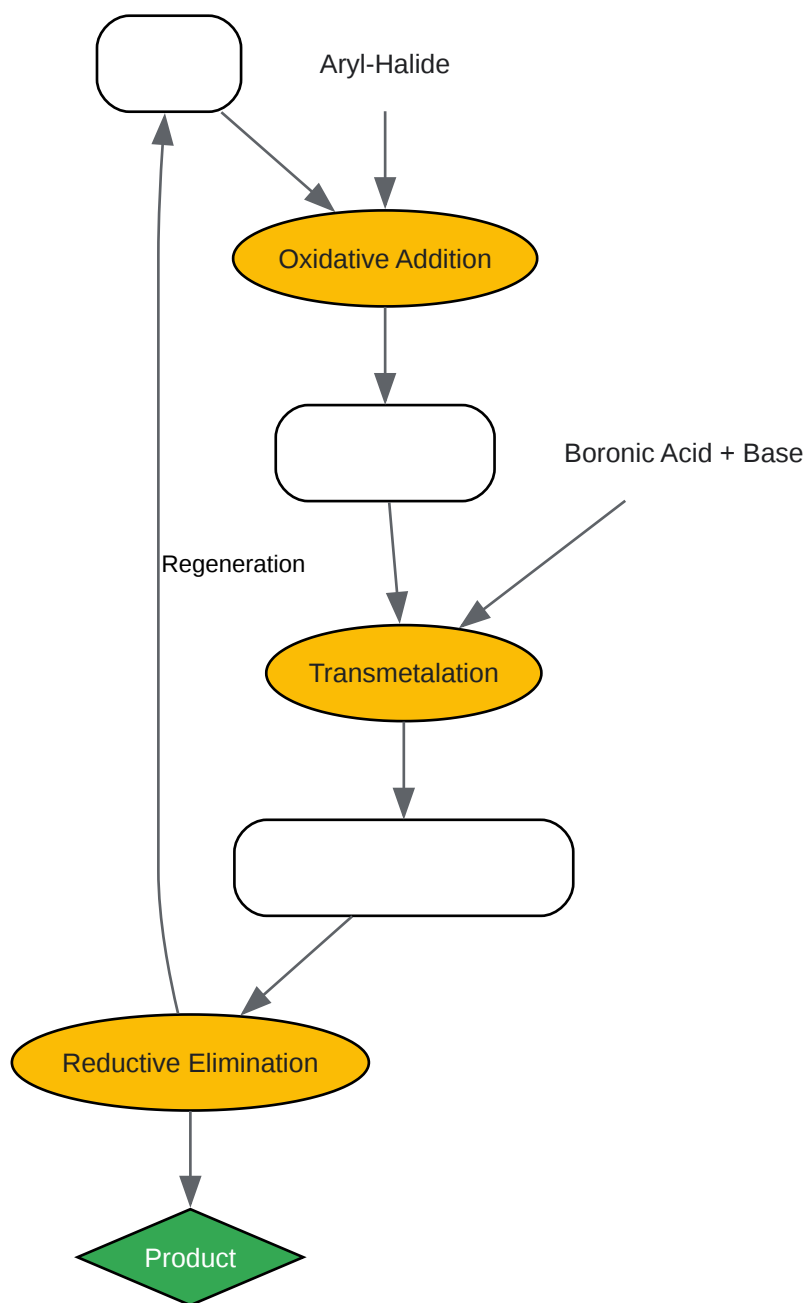 Aryl-Halide
Oxidative Addition
Boronic Acid + Base
Regeneration
Transmetalation
Reductive Elimination
Product